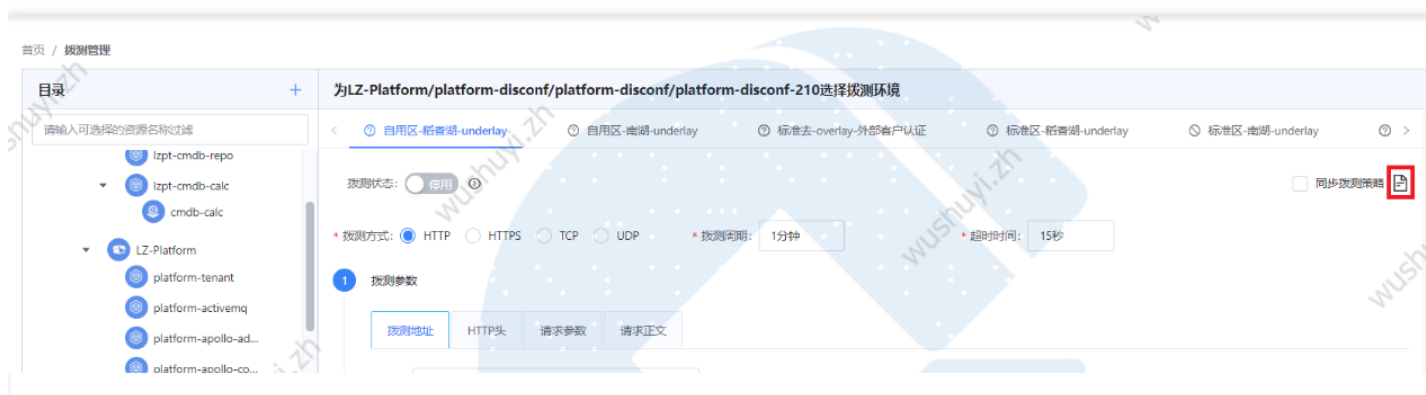 首页 / 拨测管理
目录 +
为LZ-Platform/platform-disconf/platform-disconf/platform-disconf-210选择拨测环境
请输入可选择的资源名称过滤
自用区-稻香湖-underlay 自用区-南湖-underlay 标准去-overlay-外部客户认证 标准区-稻香湖-underlay 标准区-南湖-underlay
lzpt-cmdb-repo
lzpt-cmdb-calc
cmdb-calc
LZ-Platform
platform-tenant
platform-activemq
platform-apollo-ad...
platform-apollo-co...
拨测状态: 停用
同步拨测策略
* 拨测方式: HTTP HTTPS TCP UDP * 拨测周期: 1分钟 * 超时时间: 15秒
1 拨测参数
拨测地址 HTTP头 请求参数 请求正文
wushuyi.zh
wushuyi.zh